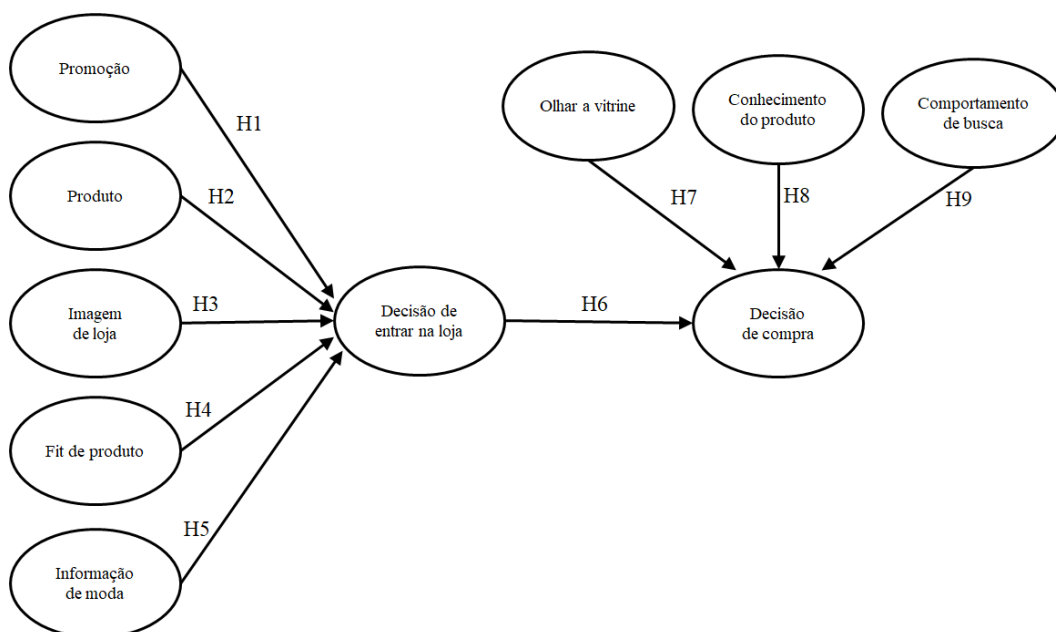 Promoção
H1
Produto
H2
Imagem
de loja
H3
Fit de produto
H4
Informação
de moda
H5
Decisão de
entrar na loja
H6
Olhar a vitrine
H7
Conhecimento
do produto
H8
Comportamento
de busca
H9
Decisão
de compra